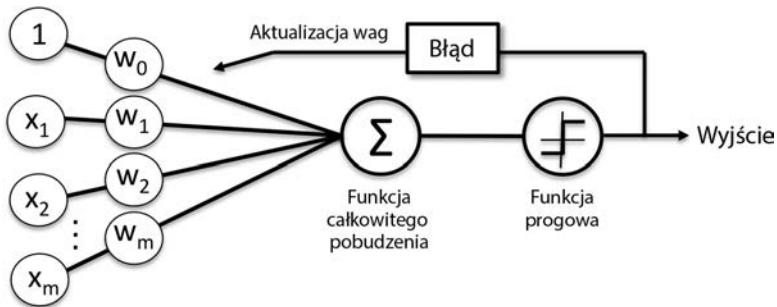 1
w0
Aktualizacja wag
Błąd
x1
w1
Σ
Wyjście
x2
w2
Funkcja
całkowitego
pobudzenia
Funkcja
progowa
⋮
wm
xm